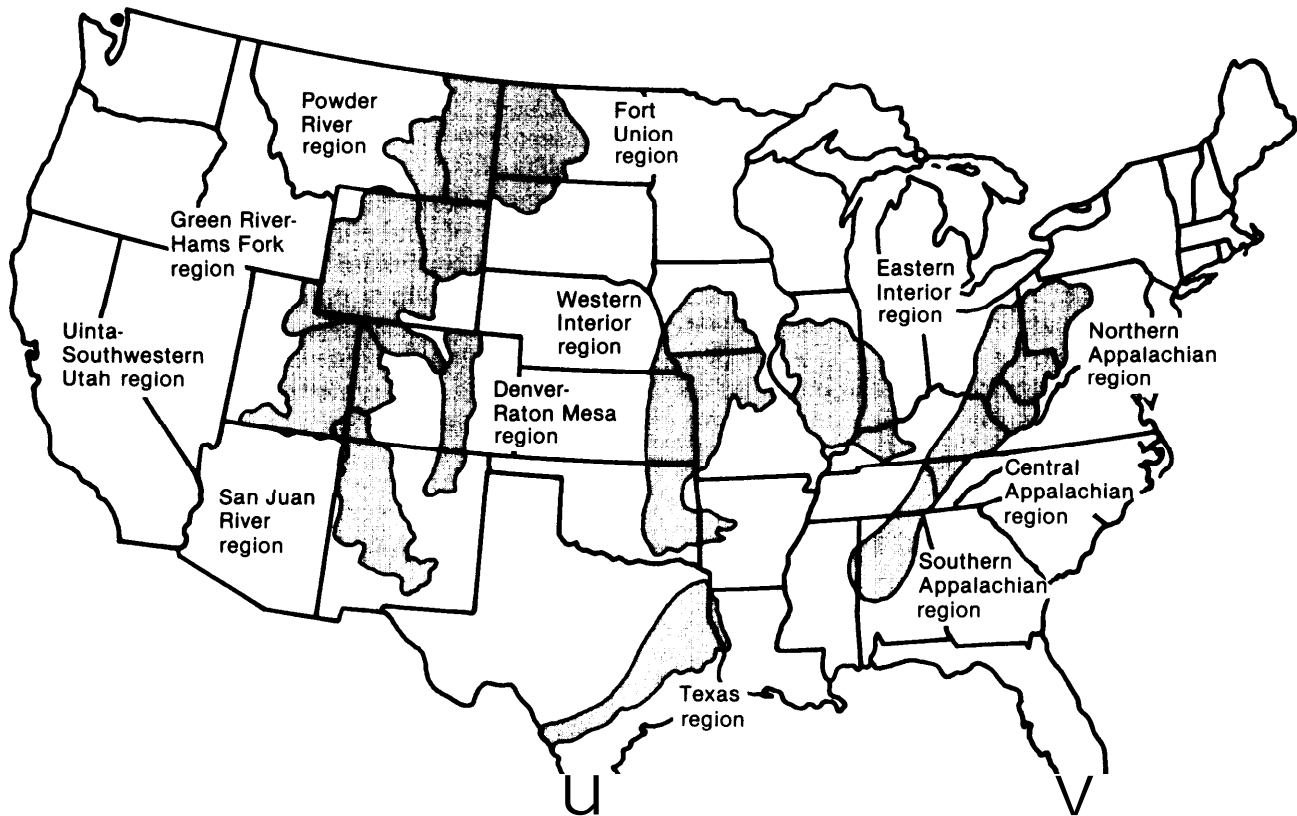 Powder
River
region
Fort
Union
region
Green River-
Hams Fork
region
Eastern
Interior
region
Western
Interior
region
Uinta-
Southwestern
Utah region
Northern
Appalachian
region
Denver-
Raton Mesa
region
San Juan
River
region
Central
Appalachian
region
Southern
Appalachian
region
Texas
region